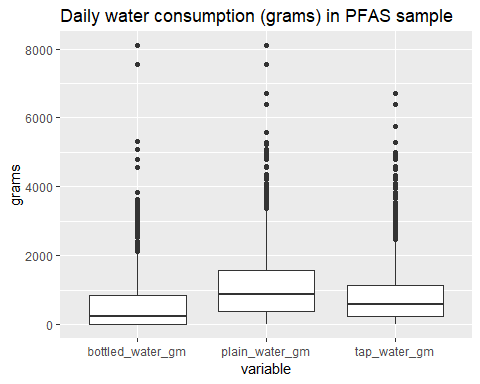 Daily water consumption (grams) in PFAS sample
8000
6000
4000
2000
0
grams
bottled_water_gm plain_water_gm tap_water_gm
variable